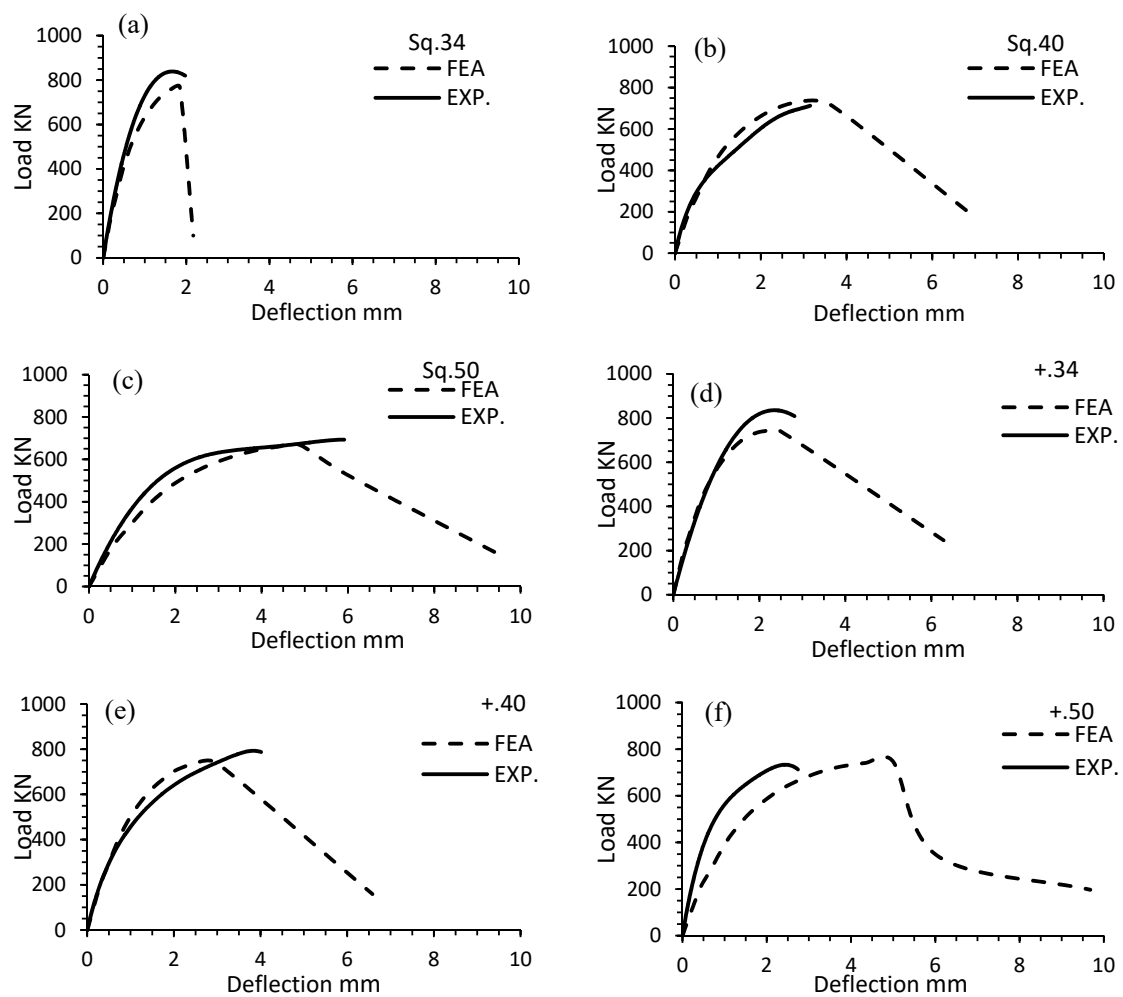 (a)
Sq.34
FEA
EXP.
Load KN
1000
800
600
400
200
0
0 2 4 6 8 10
Deflection mm
(b)
Sq.40
FEA
EXP.
Load KN
1000
800
600
400
200
0
0 2 4 6 8 10
Deflection mm
(c)
Sq.50
FEA
EXP.
Load KN
1000
800
600
400
200
0
0 2 4 6 8 10
Deflection mm
(d)
+.34
FEA
EXP.
Load KN
1000
800
600
400
200
0
0 2 4 6 8 10
Deflection mm
(e)
+.40
FEA
EXP.
Load KN
1000
800
600
400
200
0
0 2 4 6 8 10
Deflection mm
(f)
+.50
FEA
EXP.
Load KN
1000
800
600
400
200
0
0 2 4 6 8 10
Deflection mm